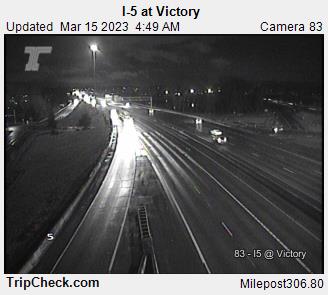 I-5 at Victory
Updated Mar 15 2023 4:49 AM Camera 83
T
5
83 - I5 @ Victory
TripCheck.com Milepost306.80